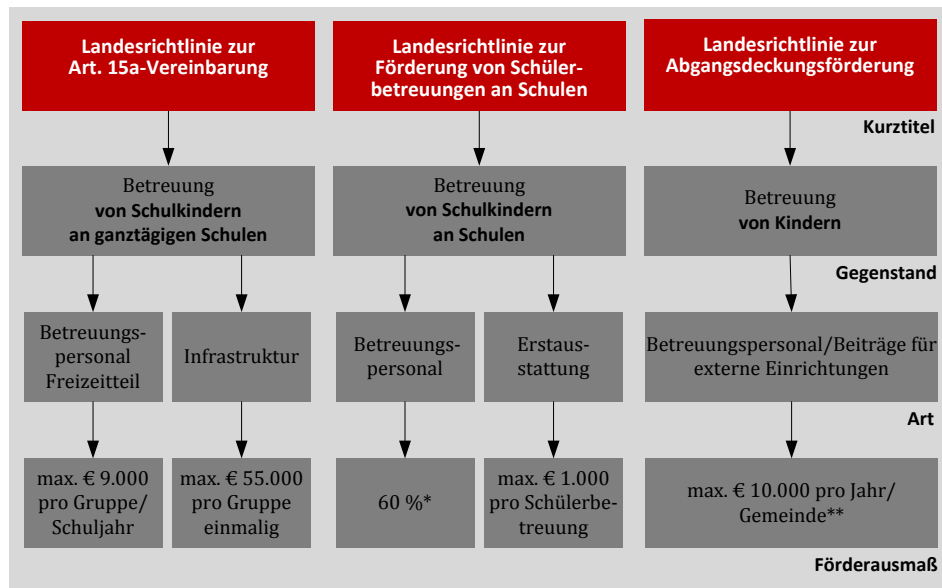 Landesrichtlinie zur
Art. 15a-Vereinbarung
Landesrichtlinie zur
Förderung von Schüler-
betreuungen an Schulen
Landesrichtlinie zur
Abgangsdeckungsförderung
Kurztitel
Betreuung
von Schulkindern
an ganztägigen Schulen
Betreuung
von Schulkindern
an Schulen
Betreuung
von Kindern
Gegenstand
Betreuungs-
personal
Freizeitteil
Infrastruktur
Betreuungs-
personal
Erstaus-
stattung
Betreuungspersonal/Beiträge für
externe Einrichtungen
Art
max. € 9.000
pro Gruppe/
Schuljahr
max. € 55.000
pro Gruppe
einmalig
60 %*
max. € 1.000
pro Schülerbe-
treuung
max. € 10.000 pro Jahr/
Gemeinde**
Förderausmaß